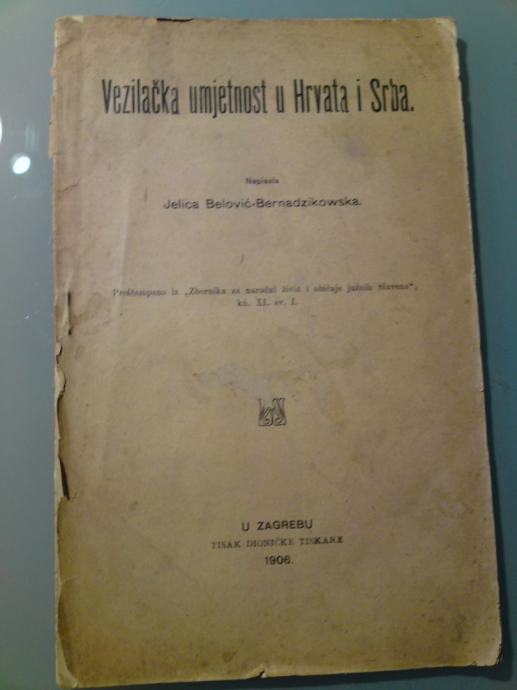 Vezilačka umjetnost u Hrvata i Srba.
Napisala
Jelica Belović-Bernadzikowska.
Preštampano iz „Zbornika za narodni život i običaje južnih Slavena“,
kń. XI. sv. I.
U ZAGREBU
TISAK DIONIČKE TISKARE
1906.